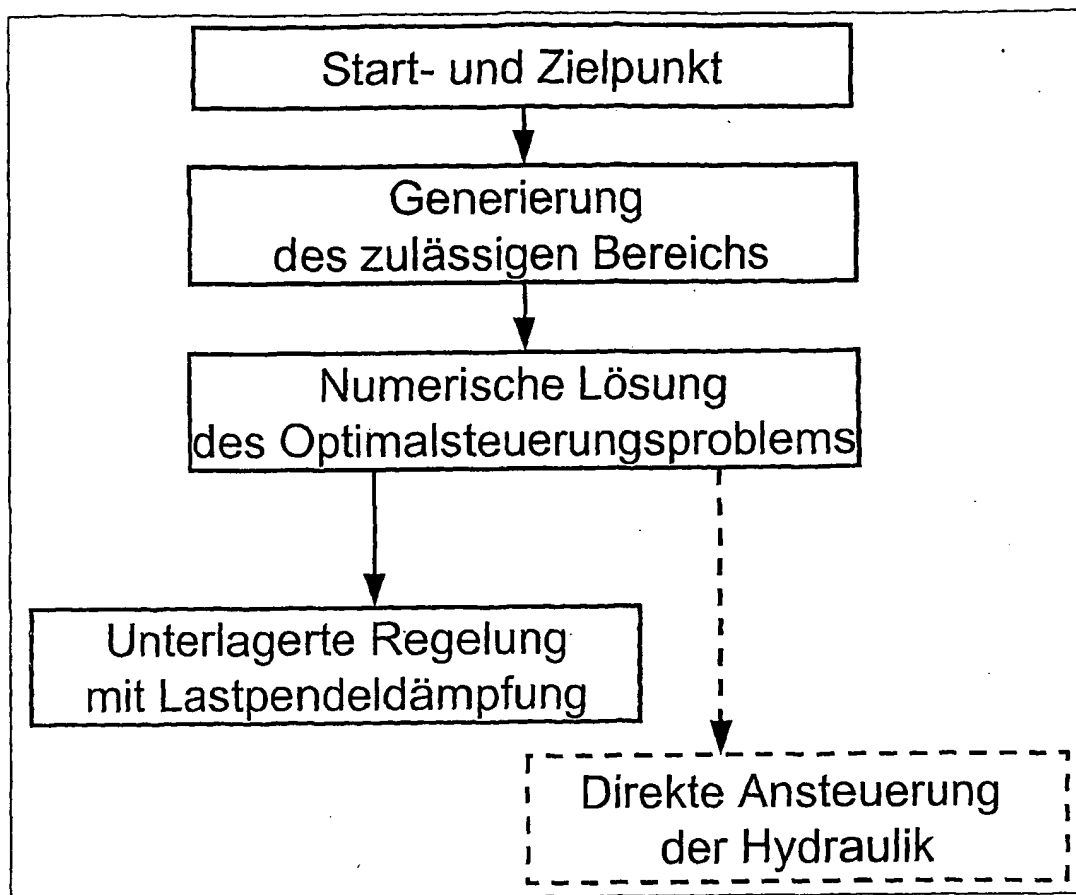 Start- und Zielpunkt
Generierung
des zulässigen Bereichs
Numerische Lösung
des Optimalsteuerungsproblems
Unterlagerte Regelung
mit Lastpendeldämpfung
Direkte Ansteuerung
der Hydraulik